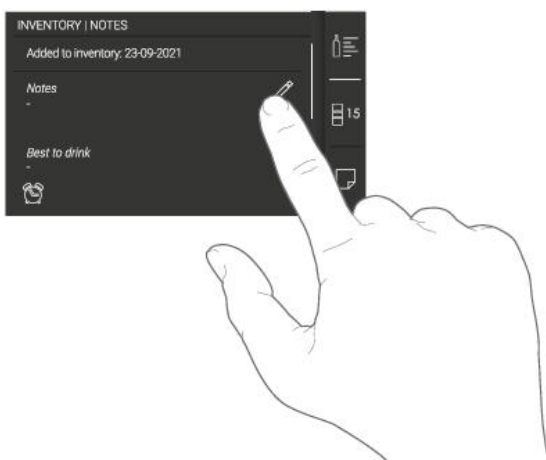 INVENTORY | NOTES
Added to inventory: 23-09-2021
Notes
-
15
Best to drink
-